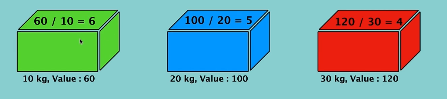 60 / 10 = 6
100 / 20 = 5
120 / 30 = 4
10 kg, Value : 60
20 kg, Value : 100
30 kg, Value : 120